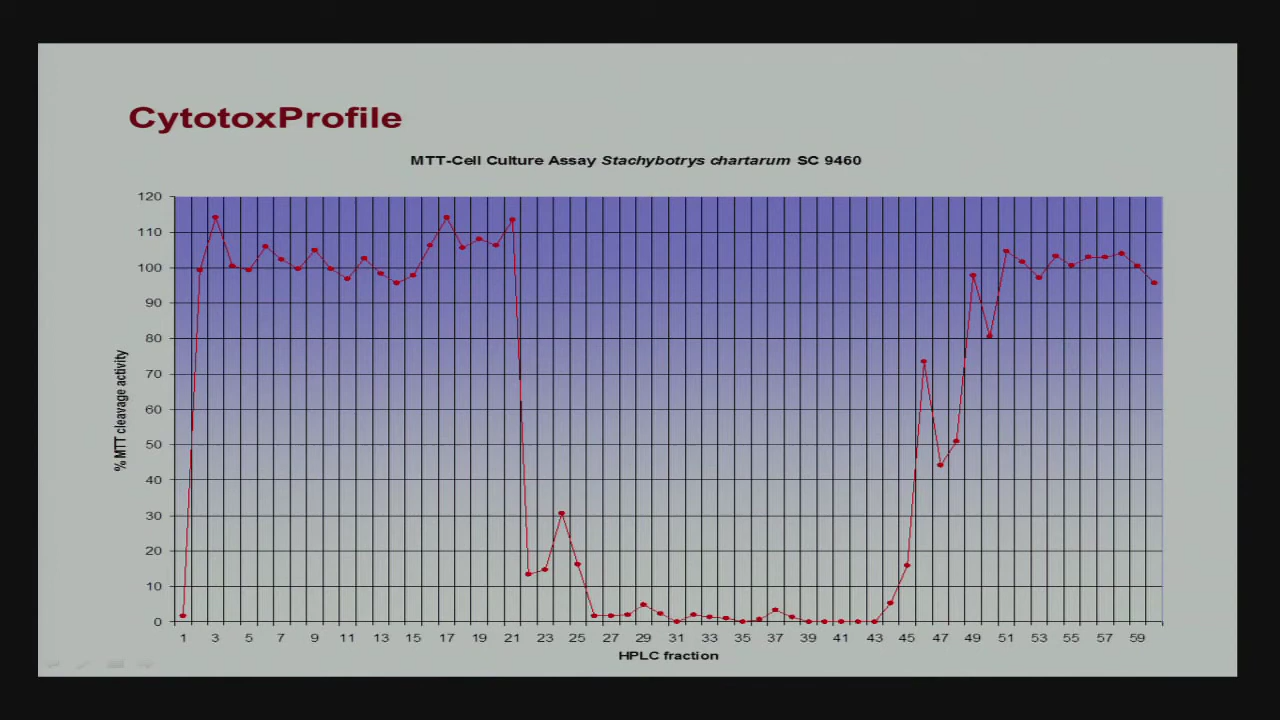 CytotoxProfile
MTT-Cell Culture Assay Stachybotrys chartarum SC 9460
120
110
100
90
80
70
60
50
40
30
20
10
0
% MTT cleavage activity
1 3 5 7 9 11 13 15 17 19 21 23 25 27 29 31 33 35 37 39 41 43 45 47 49 51 53 55 57 59
HPLC fraction